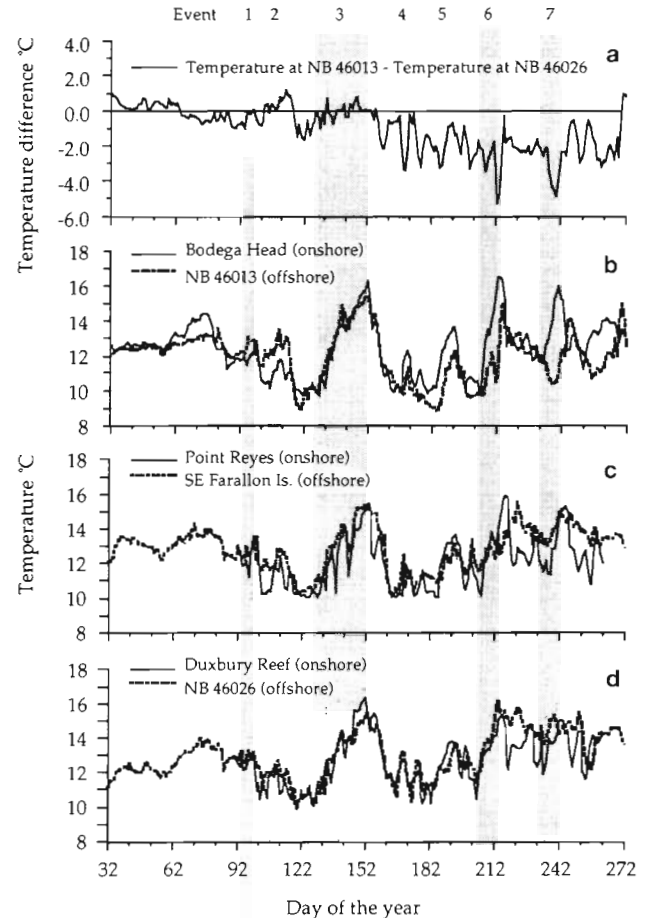 Event 1 2 3 4 5 6 7
Temperature difference ℃
4.0
2.0
0.0
-2.0
-4.0
-6.0
a
Temperature at NB 46013 - Temperature at NB 46026
Temperature ℃
18
16
14
12
10
8
b
Bodega Head (onshore)
NB 46013 (offshore)
18
16
14
12
10
8
c
Point Reyes (onshore)
SE Farallon Is. (offshore)
18
16
14
12
10
8
d
Duxbury Reef (onshore)
NB 46026 (offshore)
32 62 92 122 152 182 212 242 272
Day of the year